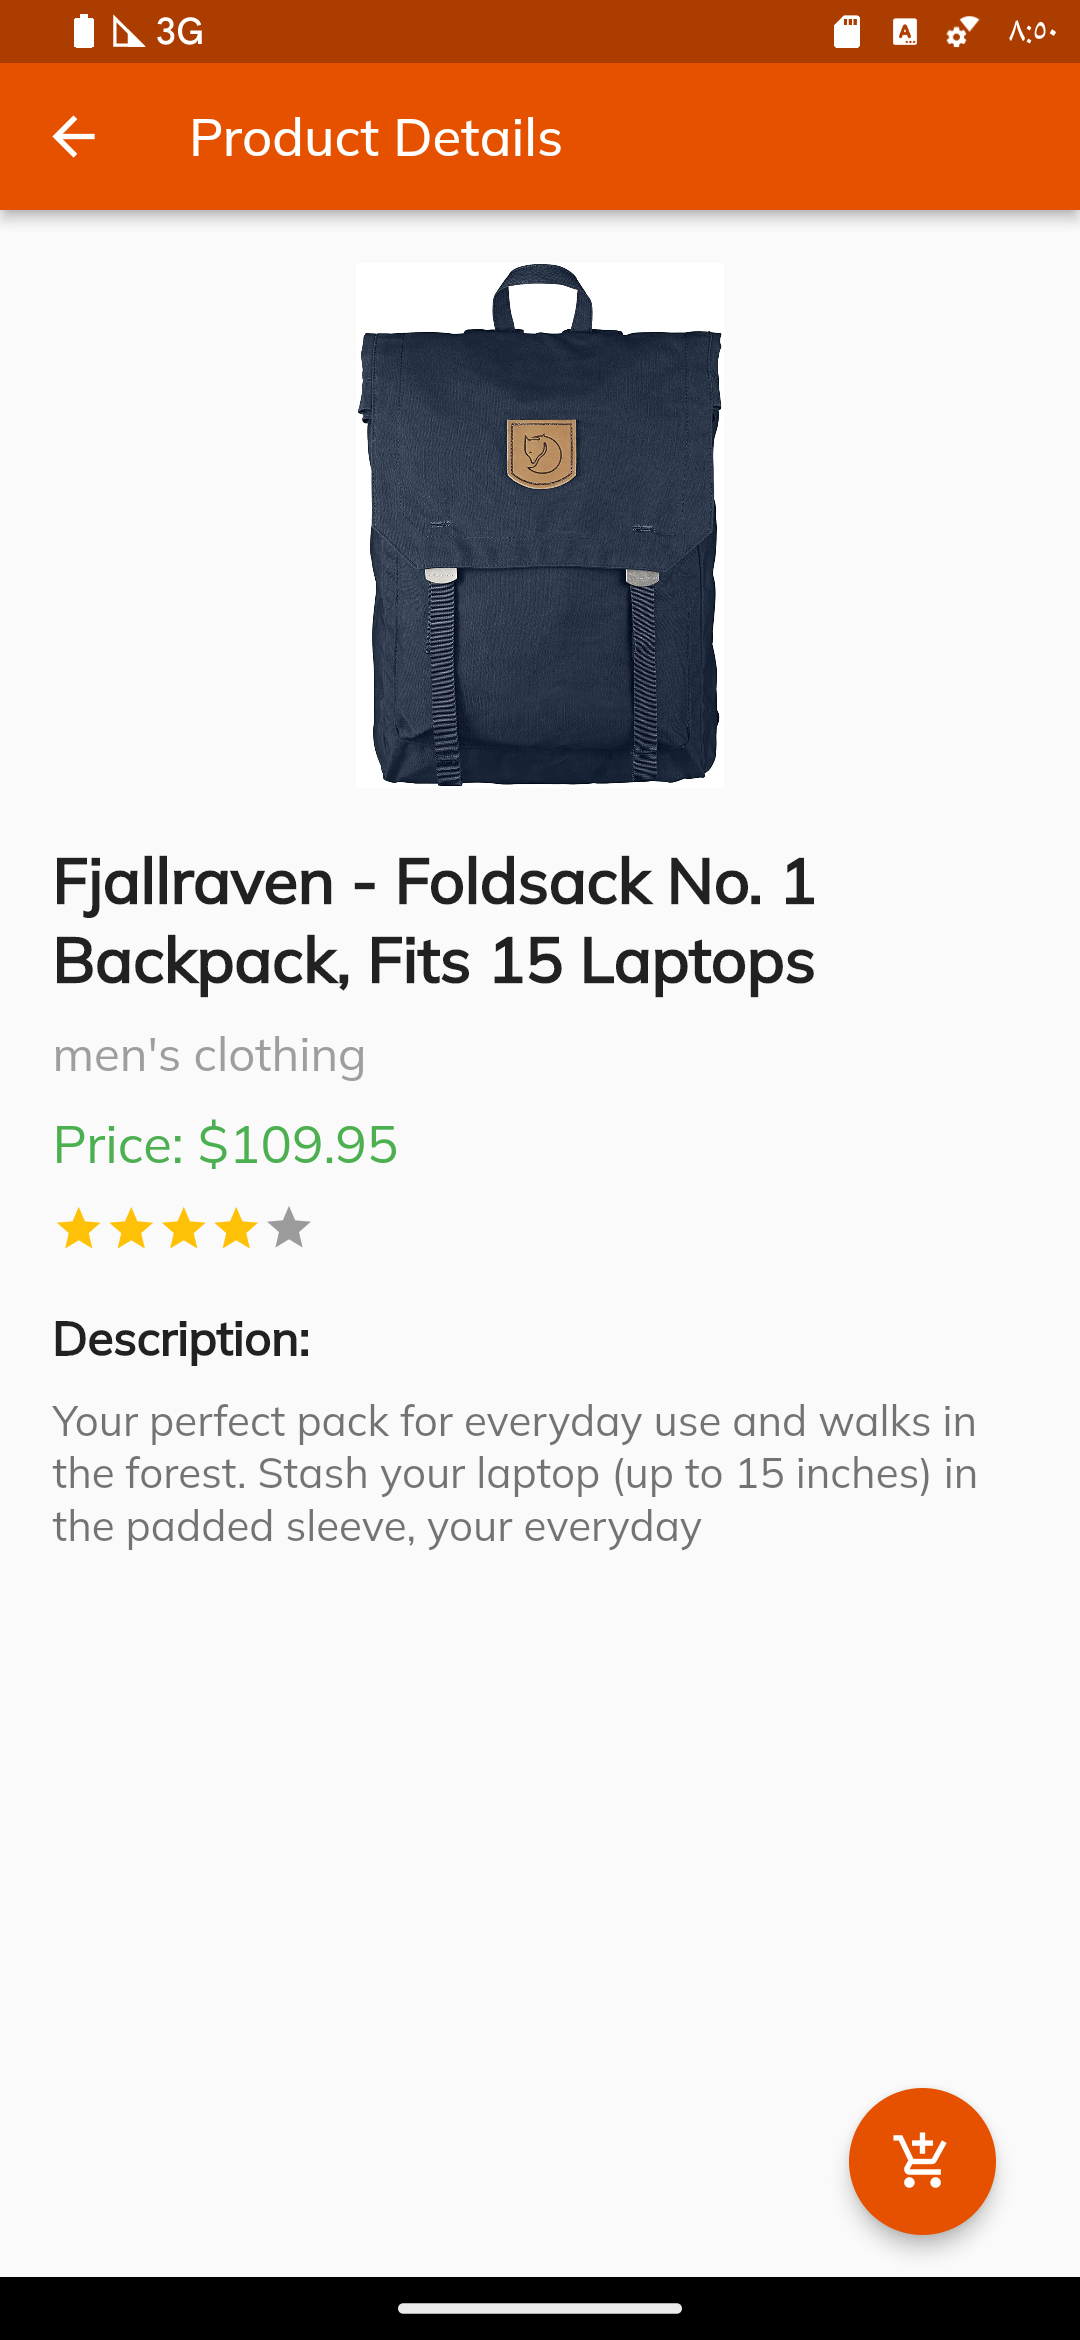 3G
A
٨:٥٠
Product Details
Fjallraven - Foldsack No. 1
Backpack, Fits 15 Laptops
men's clothing
Price: $109.95
Description:
Your perfect pack for everyday use and walks in
the forest. Stash your laptop (up to 15 inches) in
the padded sleeve, your everyday